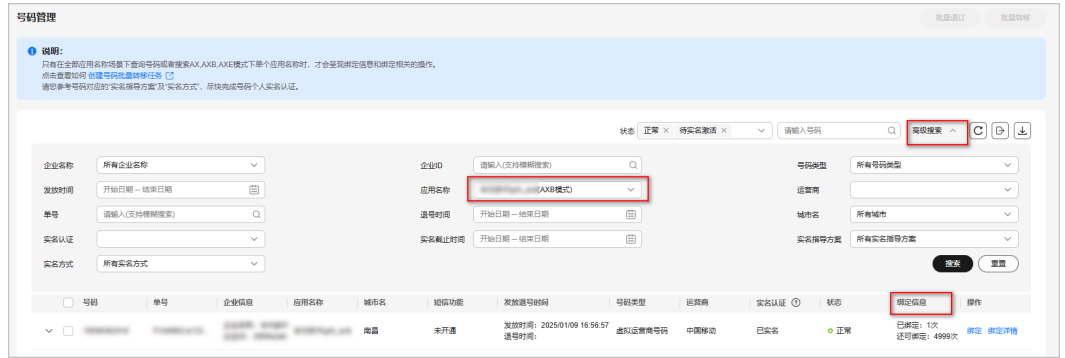 号码管理
批量退订 批量转移
说明：
只有在全部应用名称场景下查询号码或者搜索AX,AXB,AXE模式下单个应用名称时，才会呈现绑定信息和绑定相关的操作。
点击查看如何 创建号码批量转移任务
请您参考号码对应的“实名指导方案”及“实名方式”，尽快完成号码个人实名认证。
状态 正常 × 待实名激活 × 请输入号码 高级搜索
企业名称 所有企业名称 企业ID 请输入(支持模糊搜索) 号码类型 所有号码类型
发放时间 开始日期 – 结束日期 应用名称 (AXB模式) 运营商
单号 请输入(支持模糊搜索) 退号时间 开始日期 – 结束日期 城市名 所有城市
实名认证 实名截止时间 开始日期 – 结束日期 实名指导方案 所有实名指导方案
实名方式 所有实名方式 搜索 重置
号码 单号 企业信息 应用名称 城市名 短信功能 发放退号时间 号码类型 运营商 实名认证 状态 绑定信息 操作
南昌 未开通 发放时间：2025/01/09 16:56:57 虚拟运营商号码 中国移动 已实名 正常 已绑定：1次 绑定 绑定详情
退号时间： 还可绑定：4999次